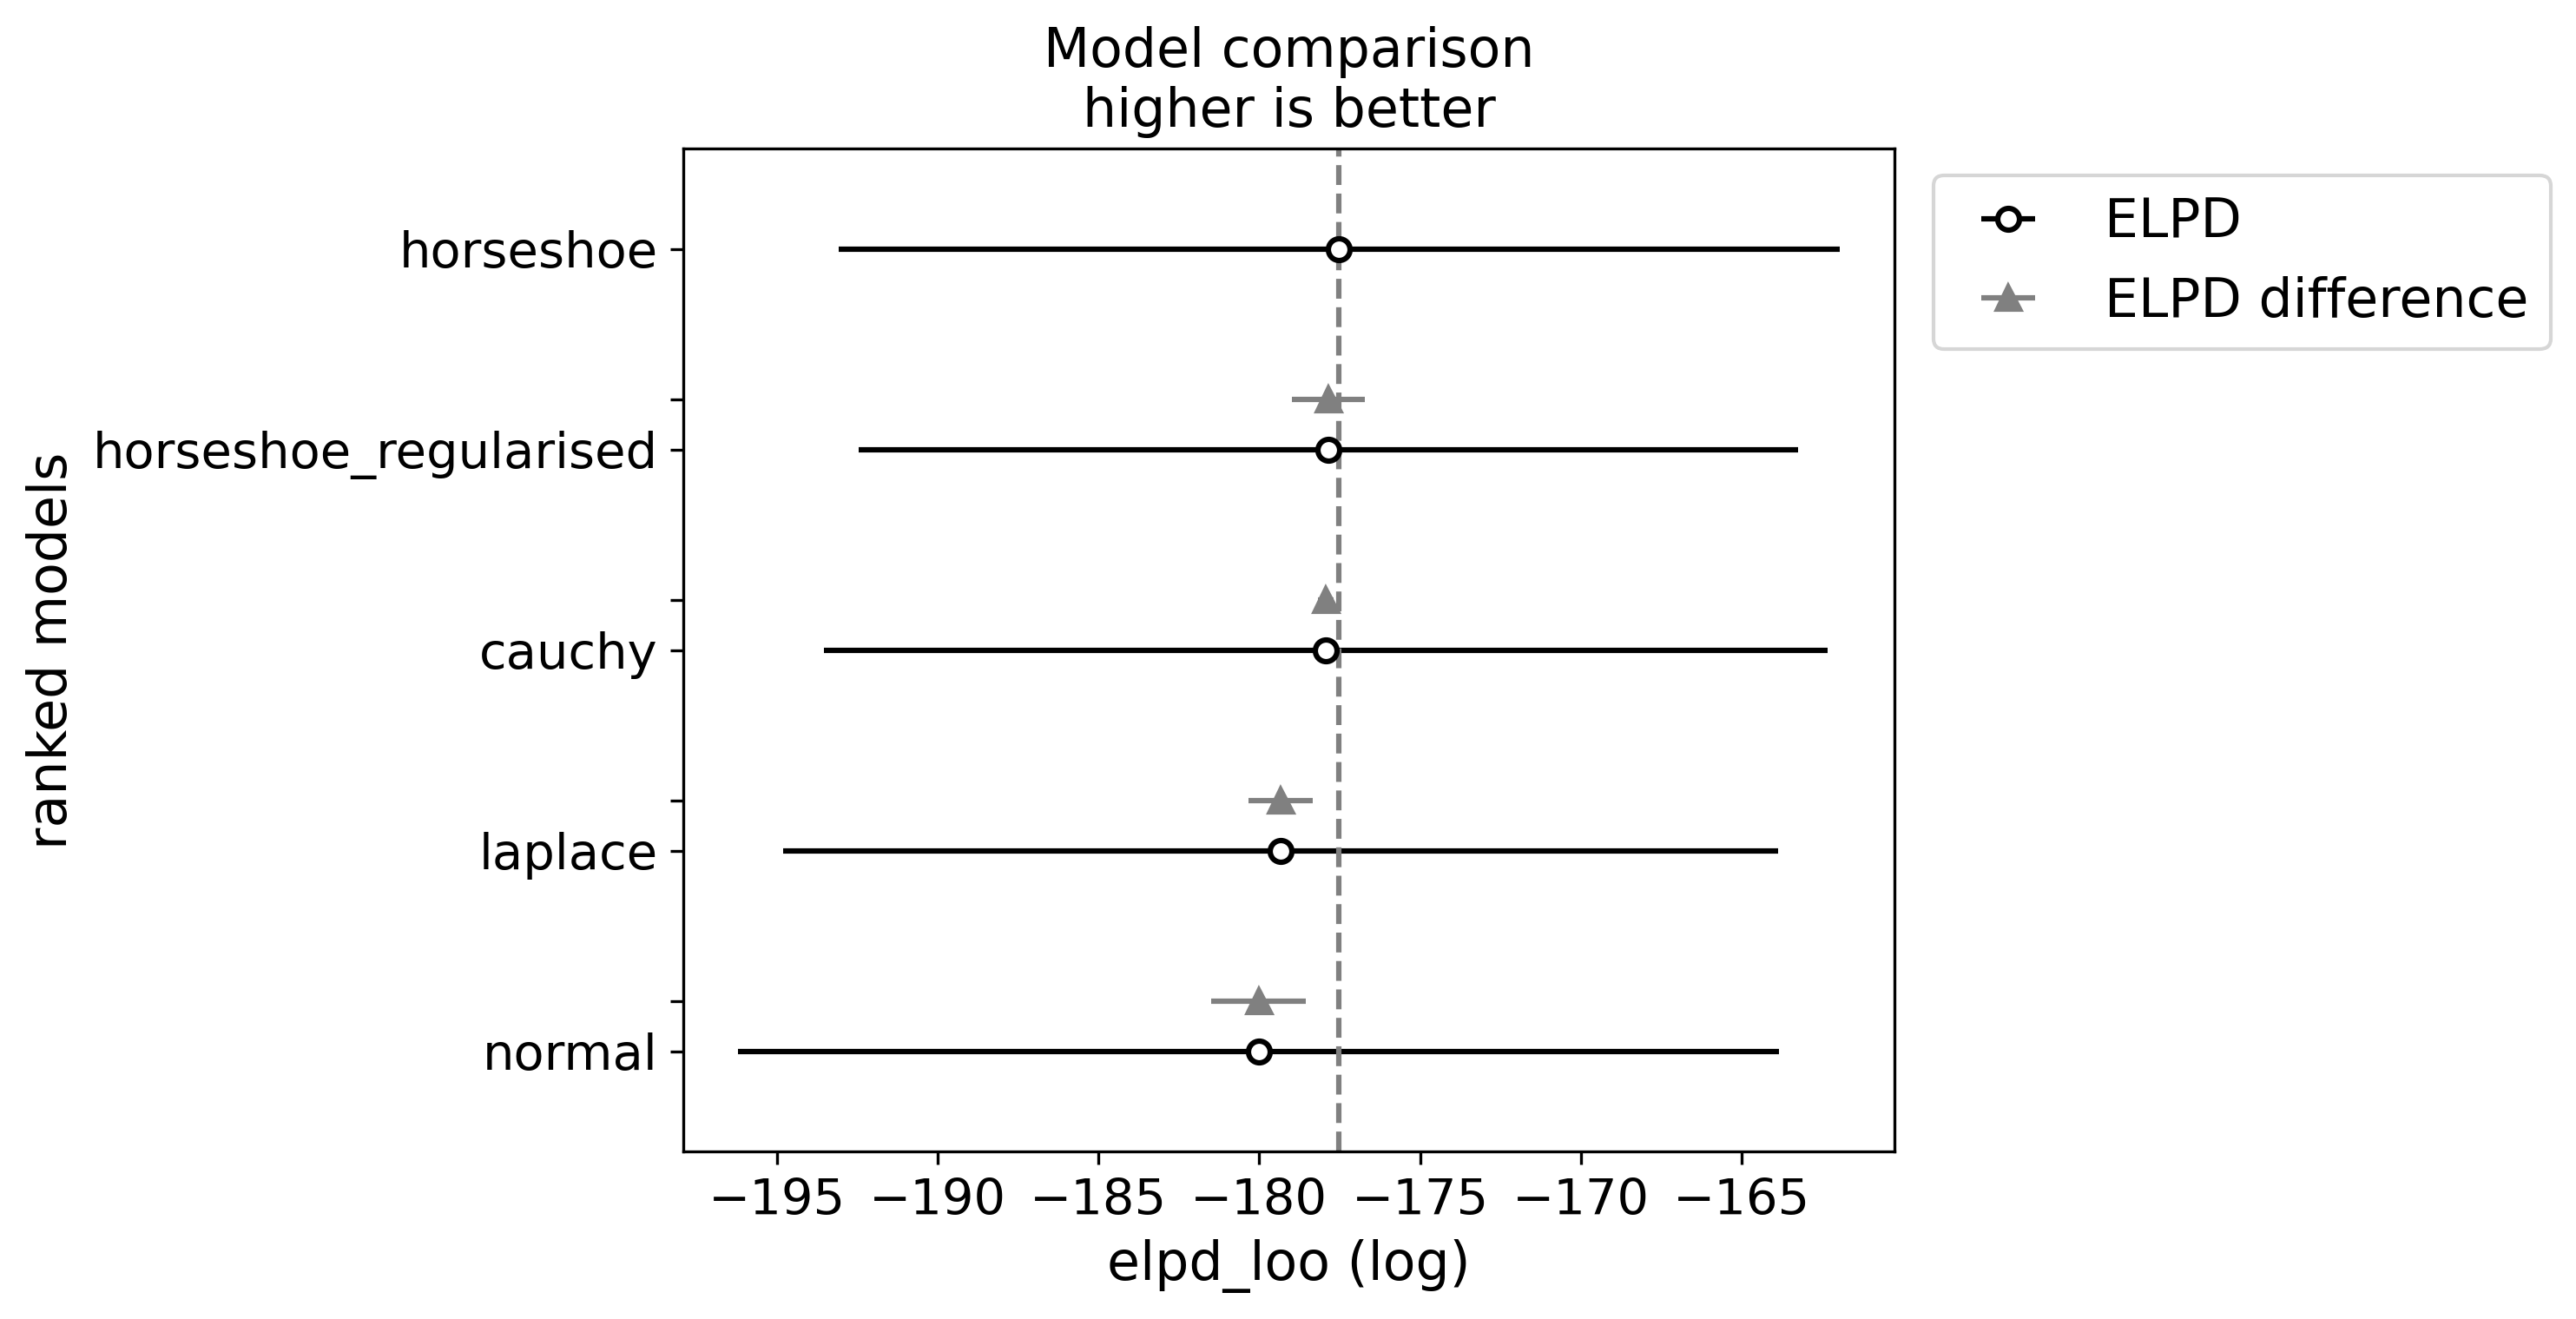 Model comparison
higher is better
ELPD
ELPD difference
ranked models
horseshoe
horseshoe_regularised
cauchy
laplace
normal
−195 −190 −185 −180 −175 −170 −165
elpd_loo (log)